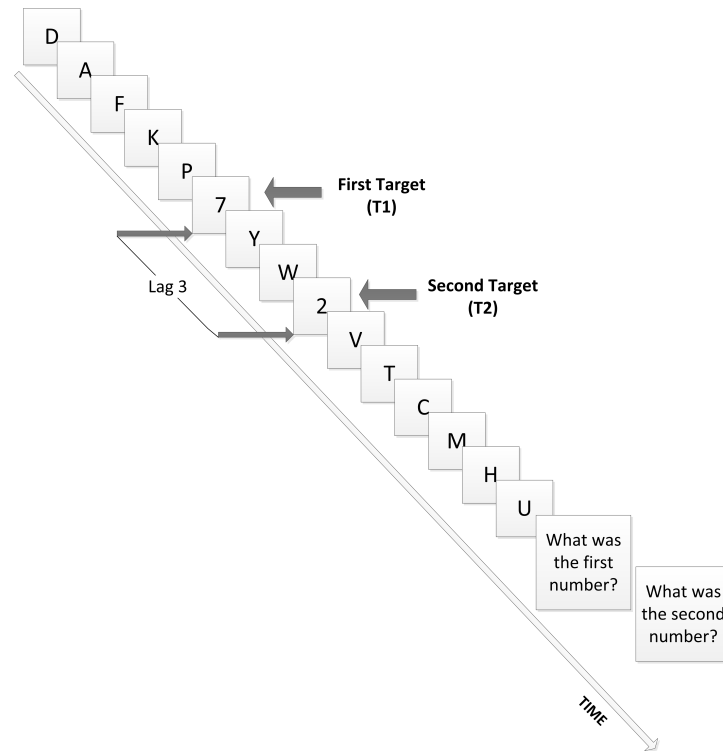 D
A
F
K
P
7
First Target
(T1)
Y
W
Lag 3
2
Second Target
(T2)
V
T
C
M
H
U
What was
the first
number?
What was
the second
number?
TIME